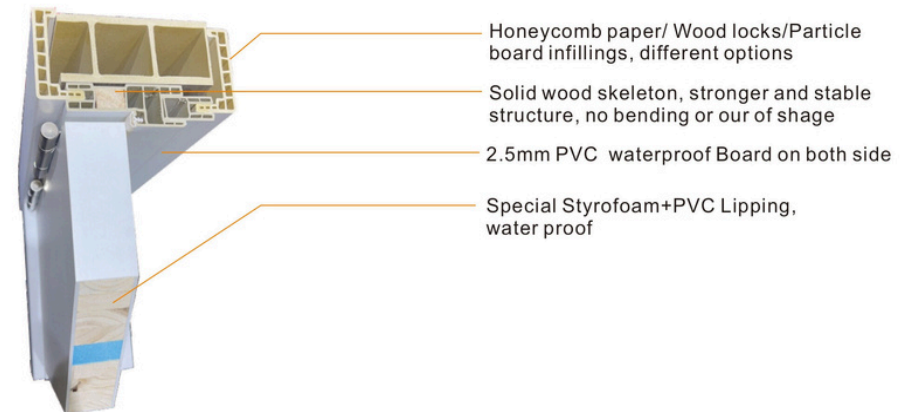 Honeycomb paper/ Wood locks/Particle
board infillings, different options
Solid wood skeleton, stronger and stable
structure, no bending or our of shage
2.5mm PVC waterproof Board on both side
Special Styrofoam+PVC Lipping,
water proof